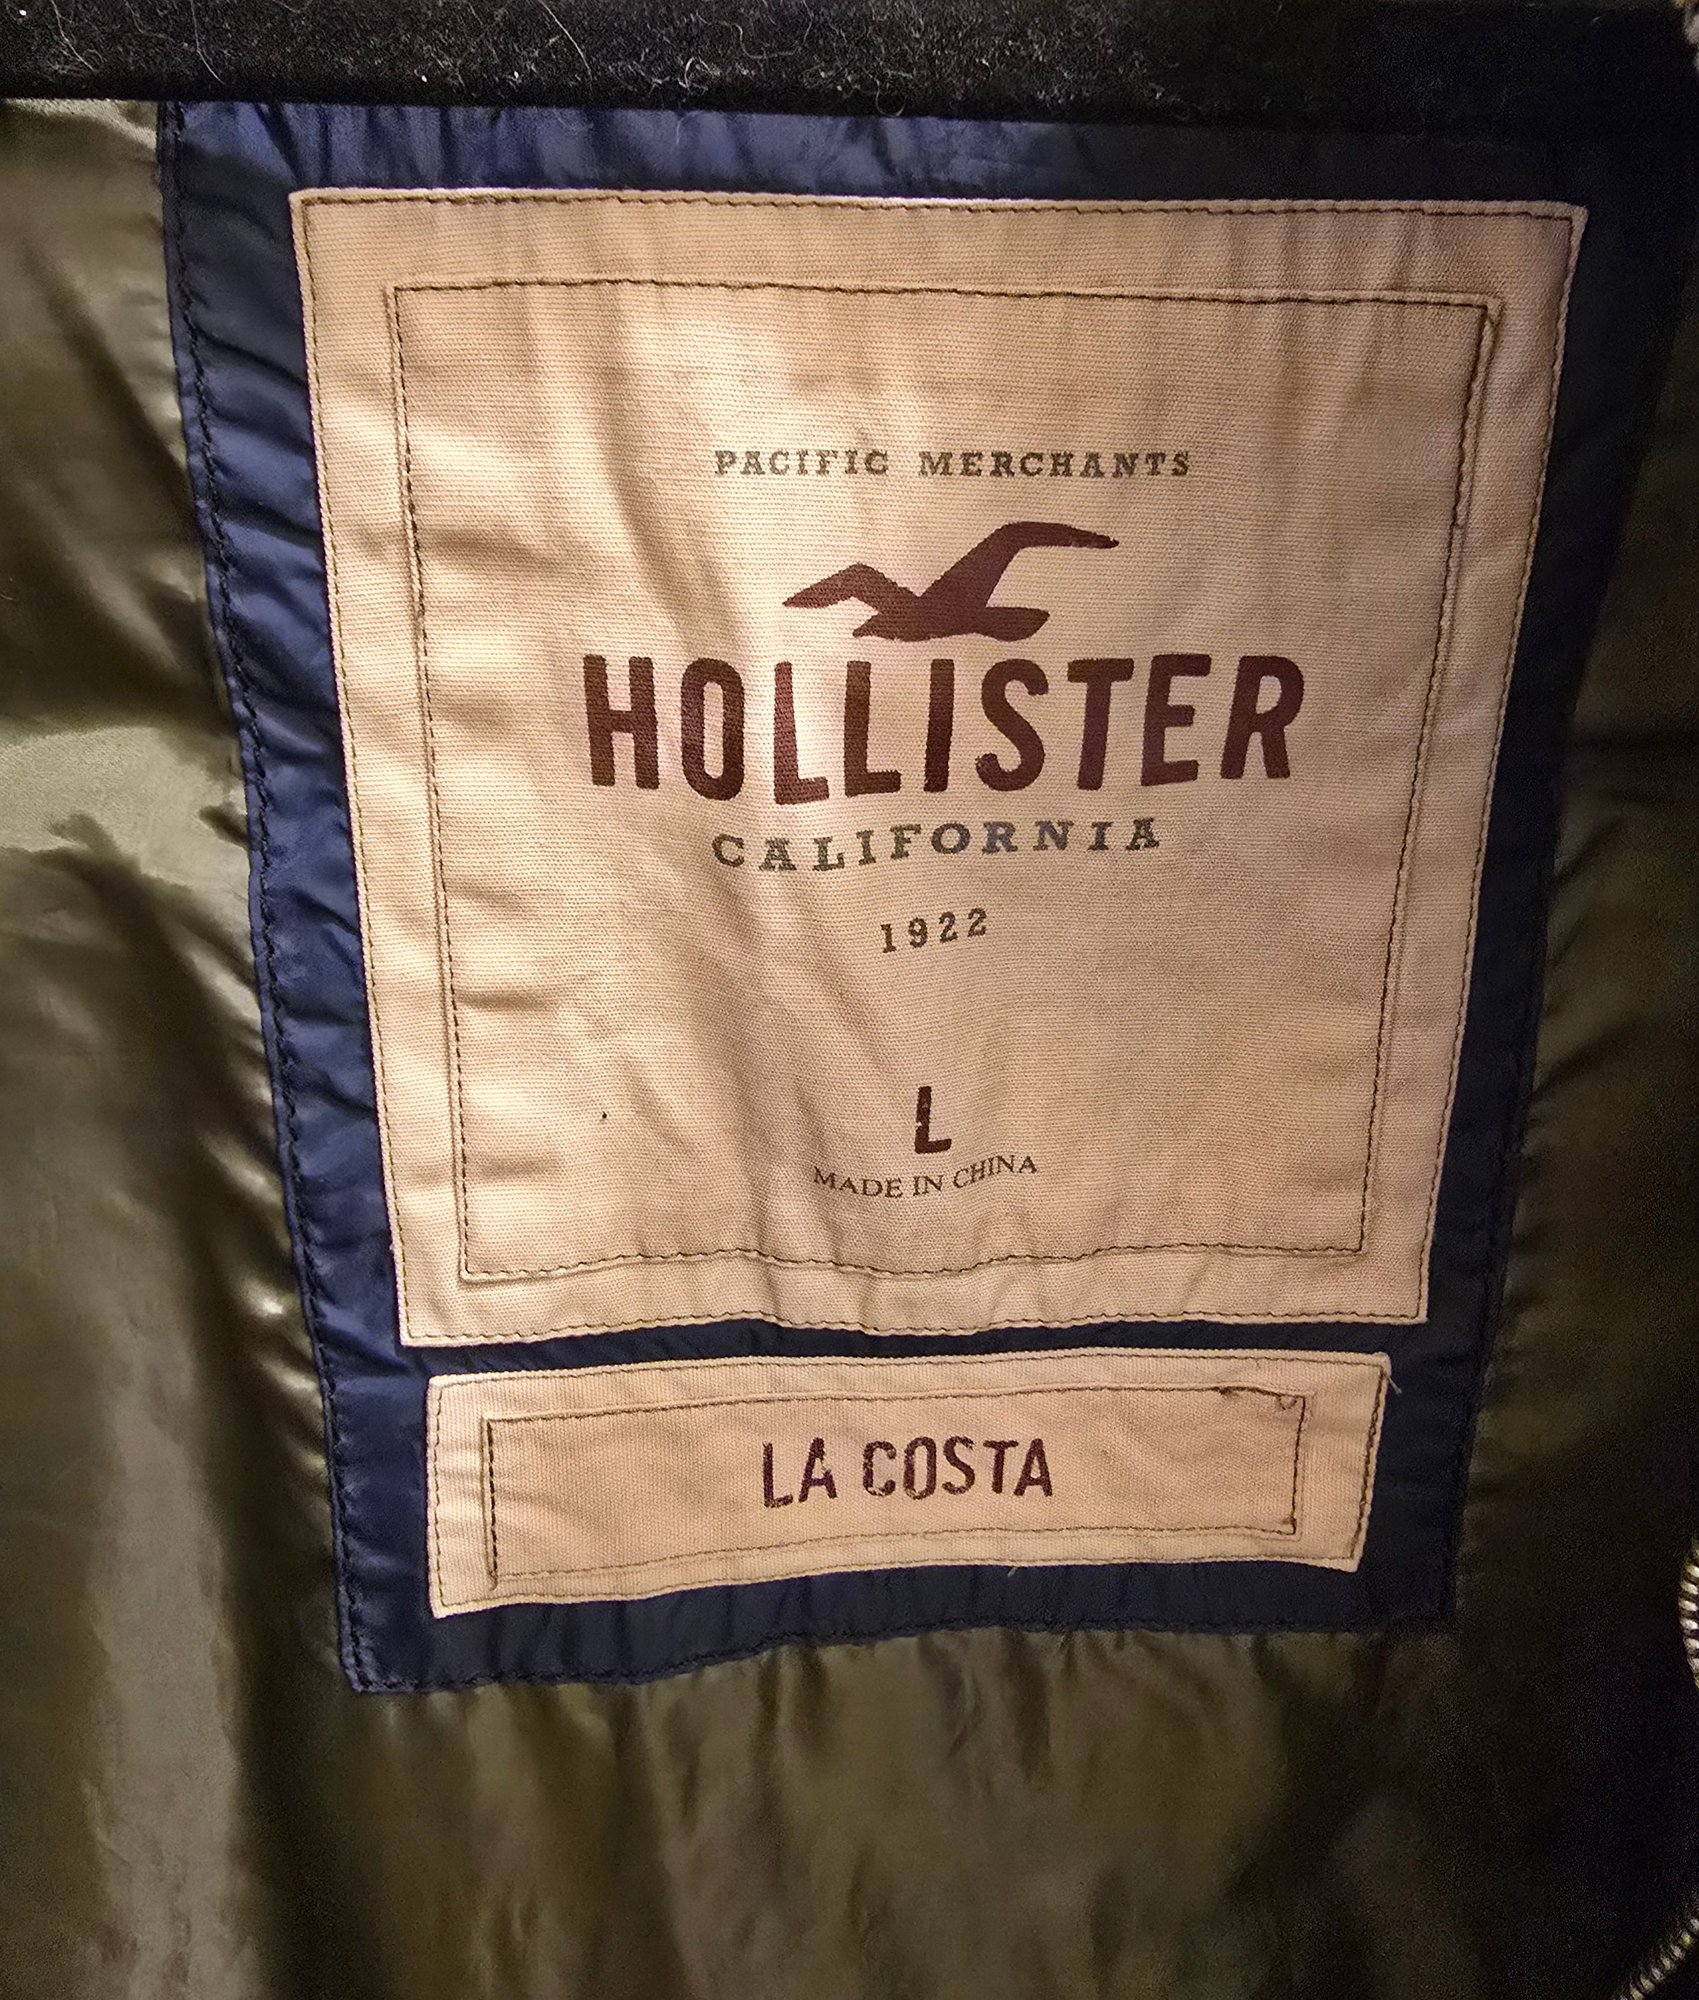 PACIFIC MERCHANTS
HOLLISTER
CALIFORNIA
1922
L
MADE IN CHINA
LA COSTA